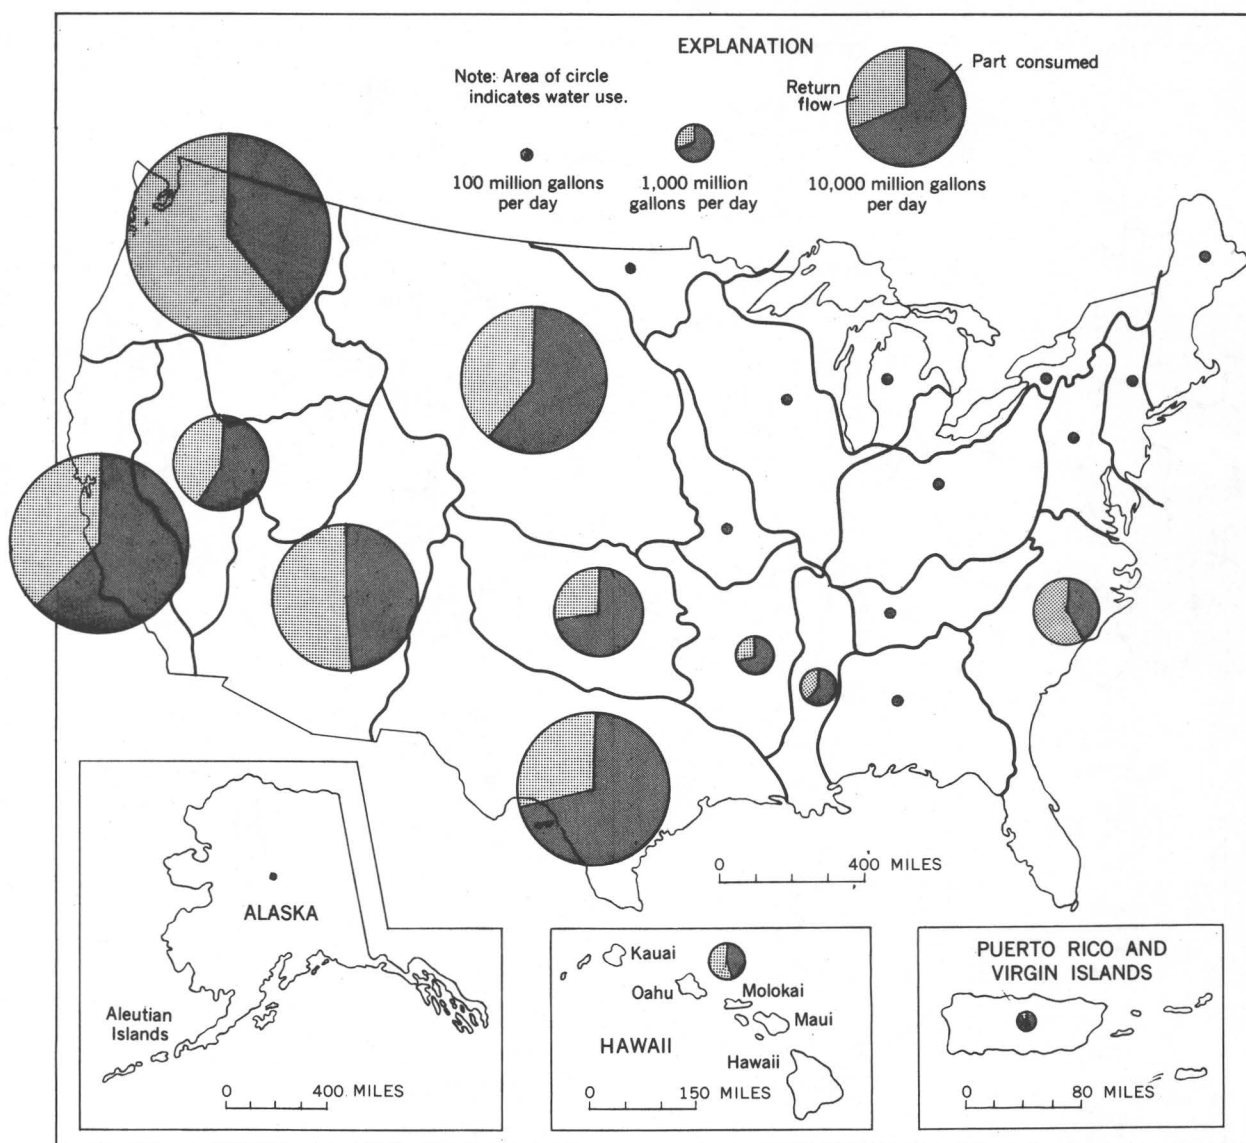 EXPLANATION
Note: Area of circle
indicates water use.
Return
flow
Part consumed
100 million gallons
per day
1,000 million
gallons per day
10,000 million gallons
per day
0 400 MILES
ALASKA
Aleutian
Islands
0 400 MILES
Kauai
Oahu
Molokai
Maui
HAWAII
Hawaii
0 150 MILES
PUERTO RICO AND
VIRGIN ISLANDS
0 80 MILES